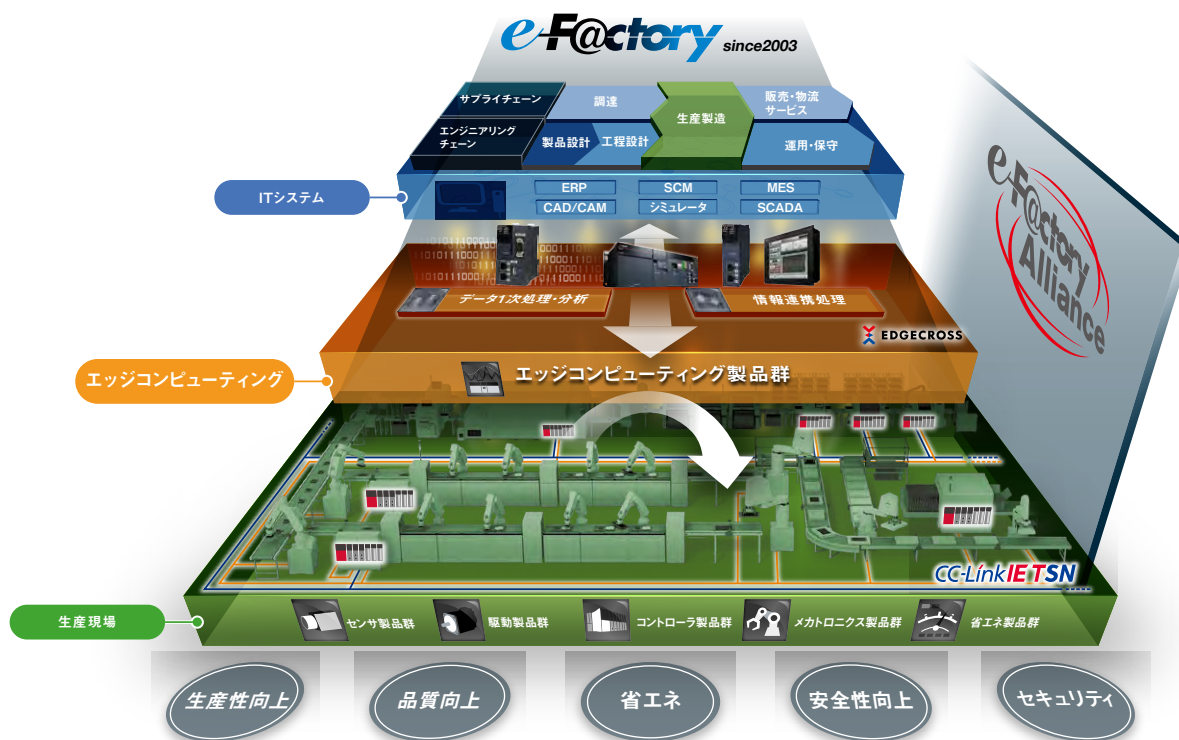 e-F@ctory since2003
サプライチェーン
調達
生産製造
販売・物流
サービス
エンジニアリング
チェーン
製品設計
工程設計
運用・保守
ITシステム
ERP
SCM
MES
CAD/CAM
シミュレータ
SCADA
データ1次処理・分析
情報連携処理
EDGECROSS
エッジコンピューティング
エッジコンピューティング製品群
e-F@ctory
Alliance
CC-Link IE TSN
生産現場
センサ製品群
駆動製品群
コントローラ製品群
メカトロニクス製品群
省エネ製品群
生産性向上
品質向上
省エネ
安全性向上
セキュリティ